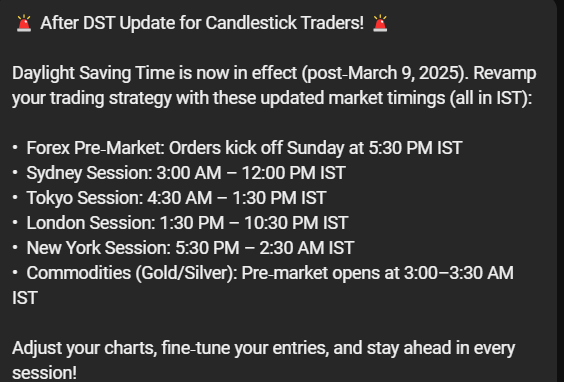 🚨 After DST Update for Candlestick Traders! 🚨
Daylight Saving Time is now in effect (post-March 9, 2025). Revamp
your trading strategy with these updated market timings (all in IST):
• Forex Pre-Market: Orders kick off Sunday at 5:30 PM IST
• Sydney Session: 3:00 AM – 12:00 PM IST
• Tokyo Session: 4:30 AM – 1:30 PM IST
• London Session: 1:30 PM – 10:30 PM IST
• New York Session: 5:30 PM – 2:30 AM IST
• Commodities (Gold/Silver): Pre-market opens at 3:00–3:30 AM
IST
Adjust your charts, fine-tune your entries, and stay ahead in every
session!